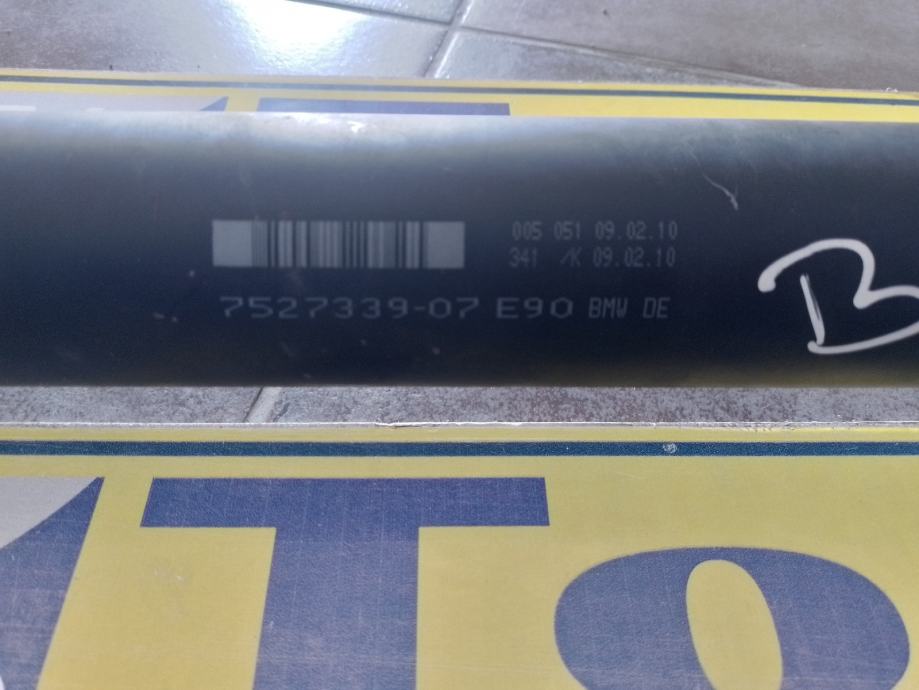 005 051 09.02.10
341 /K 09.02.10
7527339-07 E90 BMW DE
B
T